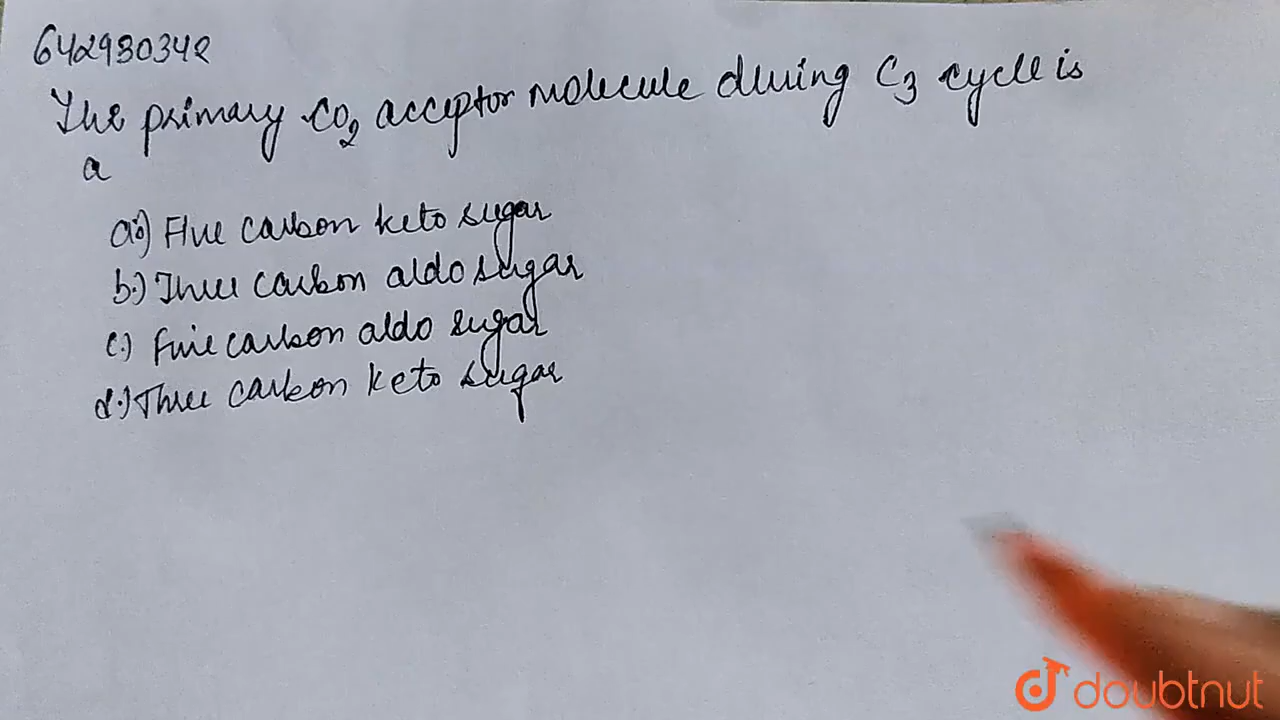 642930342
The primary CO2 acceptor molecule during C3 cycle is
a
a.) Five carbon keto sugar
b.) Three carbon aldo sugar
c.) Five carbon aldo sugar
d.) Three carbon keto sugar
doubtnut